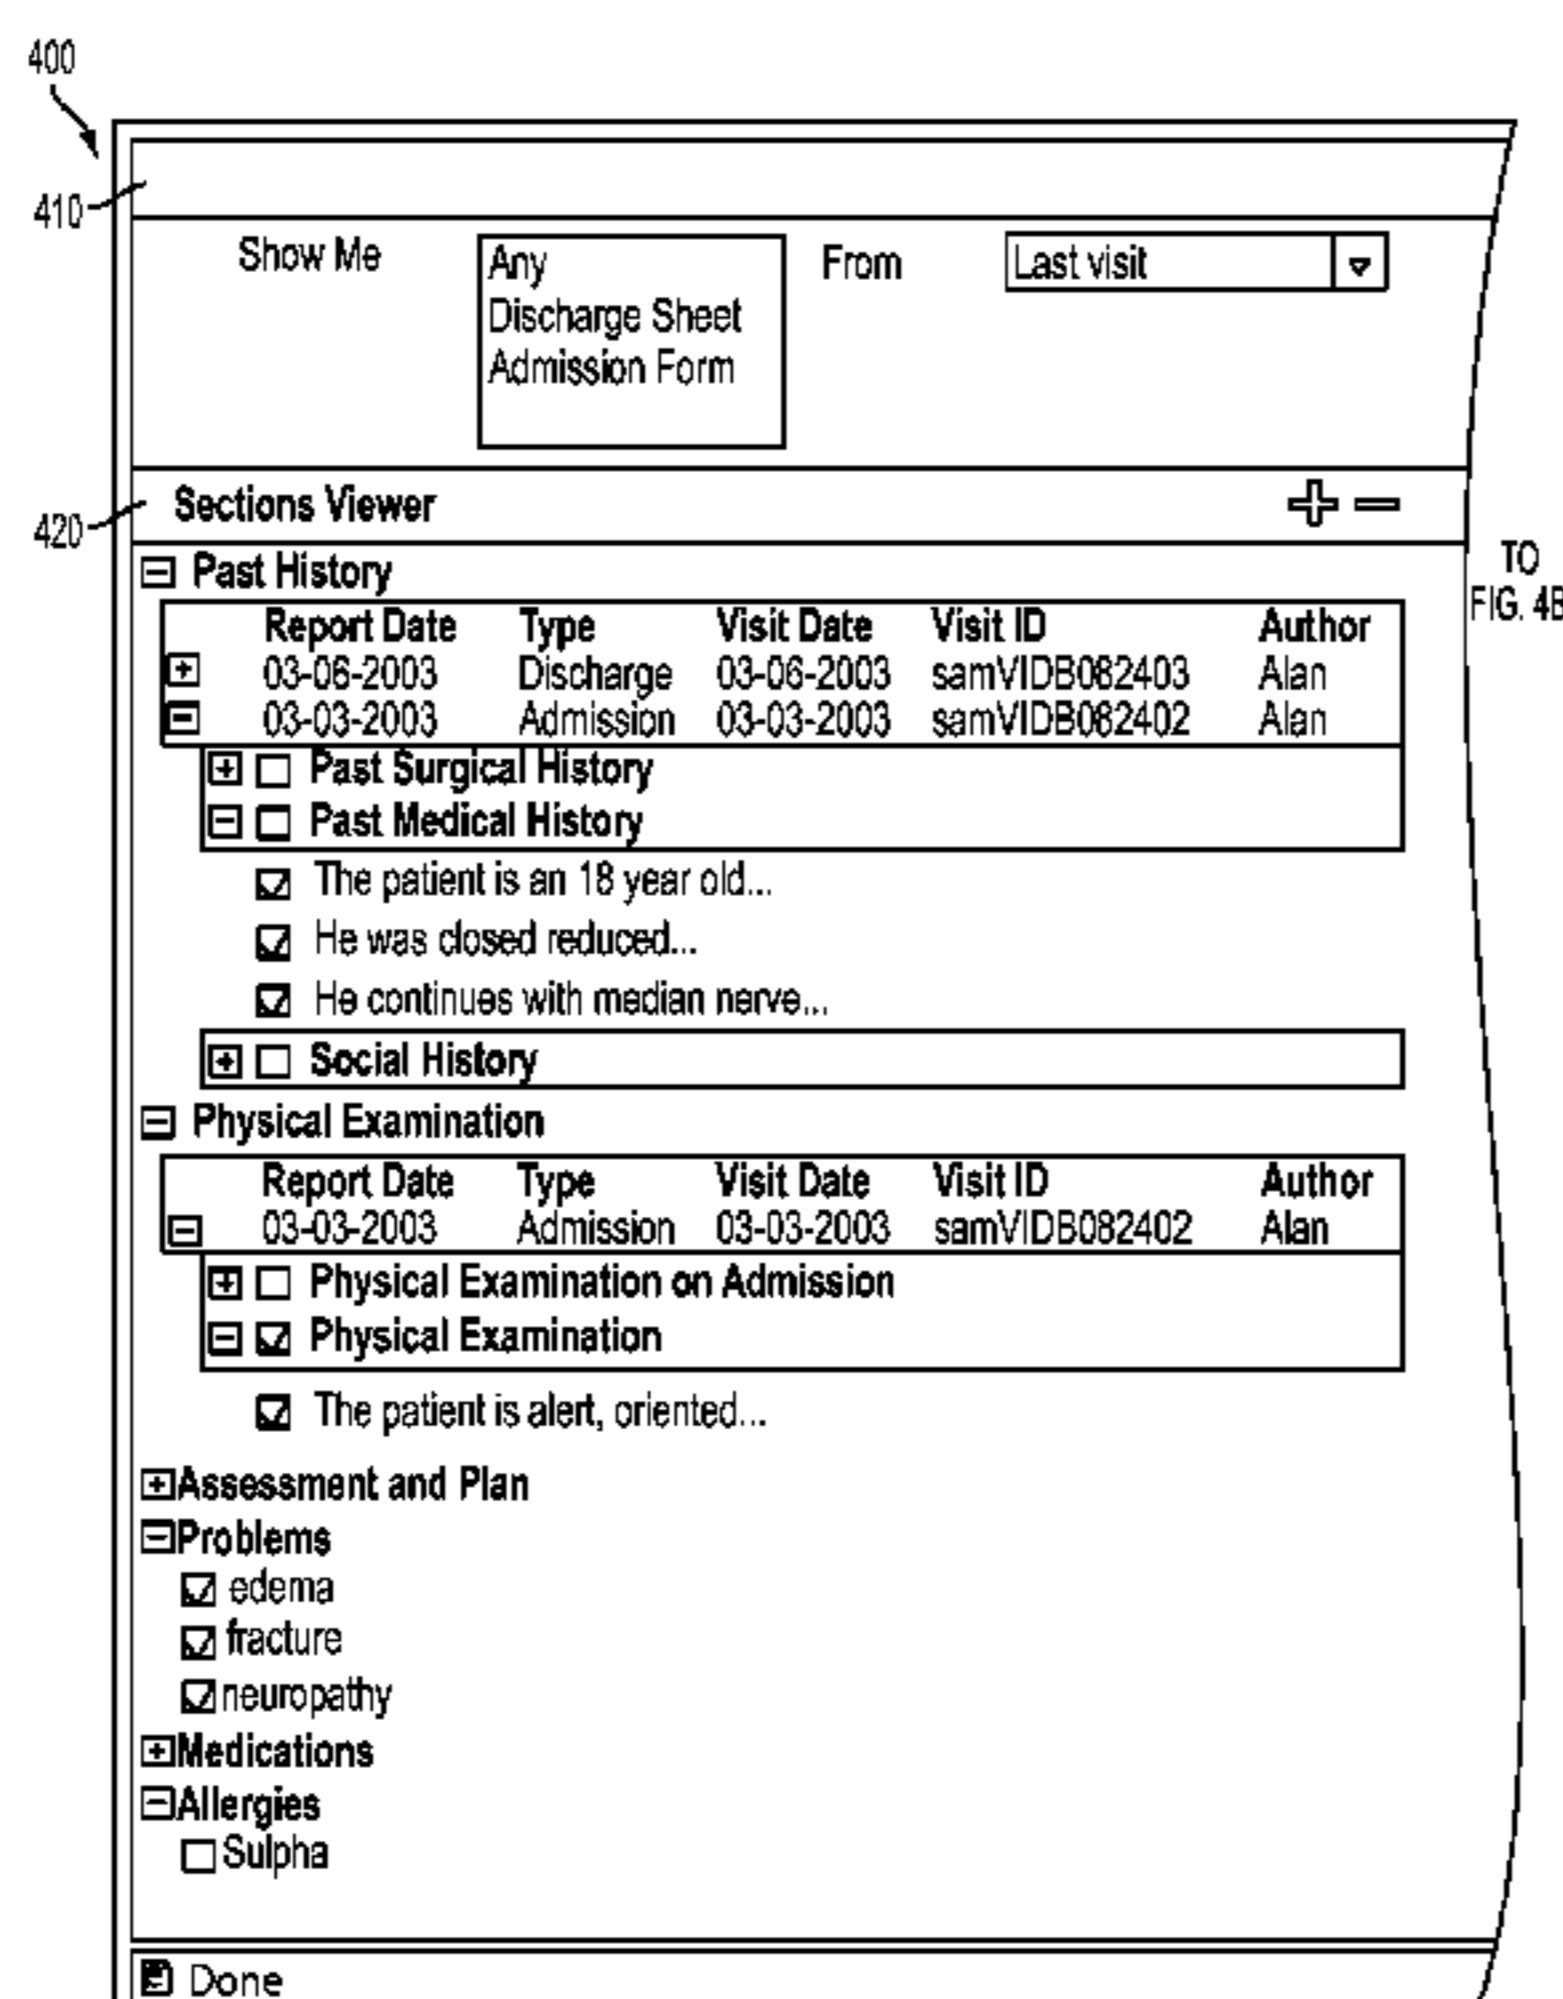 400
410
Show Me Any From Last visit
Discharge Sheet
Admission Form
420 Sections Viewer
TO
FIG. 4B
Past History
Report Date Type Visit Date Visit ID Author
03-06-2003 Discharge 03-06-2003 samVIDB082403 Alan
03-03-2003 Admission 03-03-2003 samVIDB082402 Alan
Past Surgical History
Past Medical History
The patient is an 18 year old...
He was closed reduced...
He continues with median nerve...
Social History
Physical Examination
Report Date Type Visit Date Visit ID Author
03-03-2003 Admission 03-03-2003 samVIDB082402 Alan
Physical Examination on Admission
Physical Examination
The patient is alert, oriented...
Assessment and Plan
Problems
edema
fracture
neuropathy
Medications
Allergies
Sulpha
Done